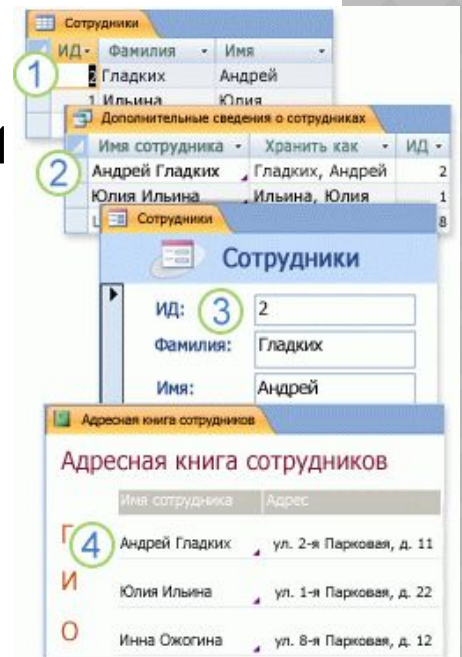 Сотрудники
ИД Фамилия Имя
1
2 Гладких Андрей
1 Ильина Юлия
Дополнительные сведения о сотрудниках
Имя сотрудника Хранить как ИД
2
Андрей Гладких Гладких, Андрей 2
Юлия Ильина Ильина, Юлия 1
8
Сотрудники
Сотрудники
ИД: 3 2
Фамилия: Гладких
Имя: Андрей
Адресная книга сотрудников
Адресная книга сотрудников
Имя сотрудника Адрес
Г
4 Андрей Гладких ул. 2-я Парковая, д. 11
И
Юлия Ильина ул. 1-я Парковая, д. 22
О
Инна Ожогина ул. 8-я Парковая, д. 12